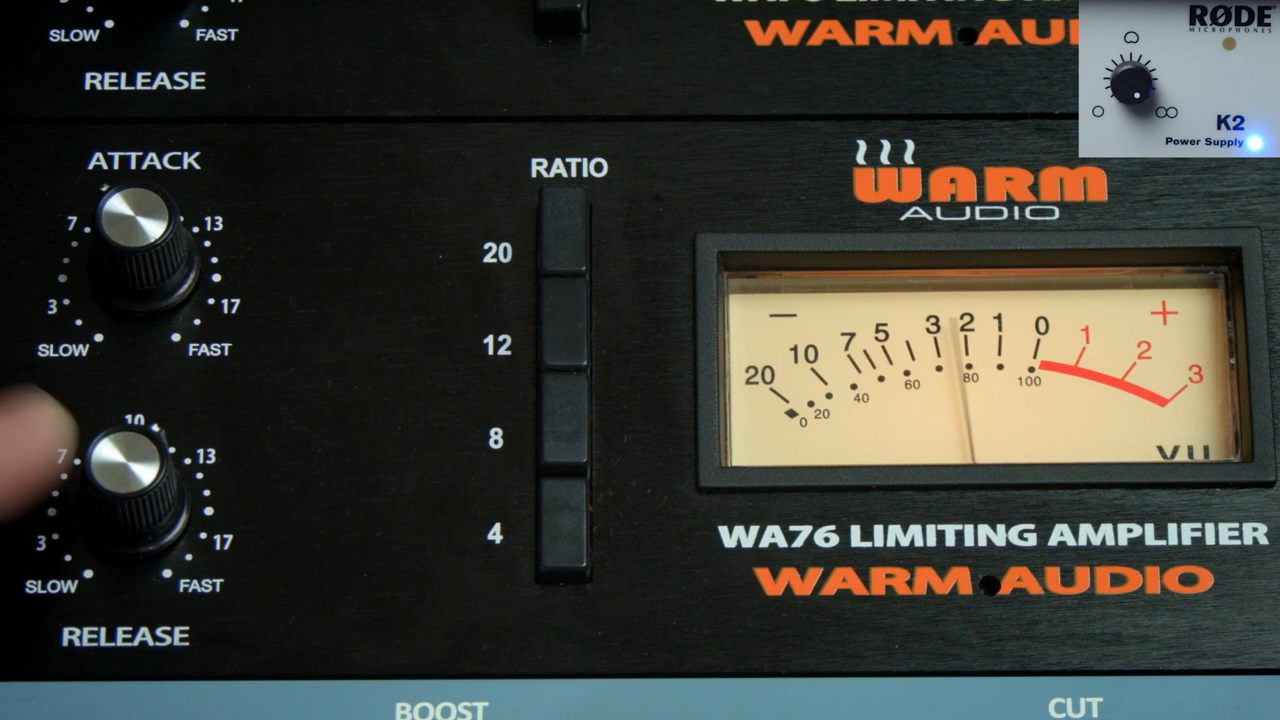 SLOW
FAST
RELEASE
WARM AUDI
RØDE
MICROPHONES
K2
Power Supply
ATTACK
7
13
3
17
SLOW
FAST
10
7
13
3
17
SLOW
FAST
RELEASE
RATIO
20
12
8
4
WARM
AUDIO
20 10 7 5 3 2 1 0 1 2 3
0 20 40 60 80 100
VU
WA76 LIMITING AMPLIFIER
WARM AUDIO
BOOST
CUT